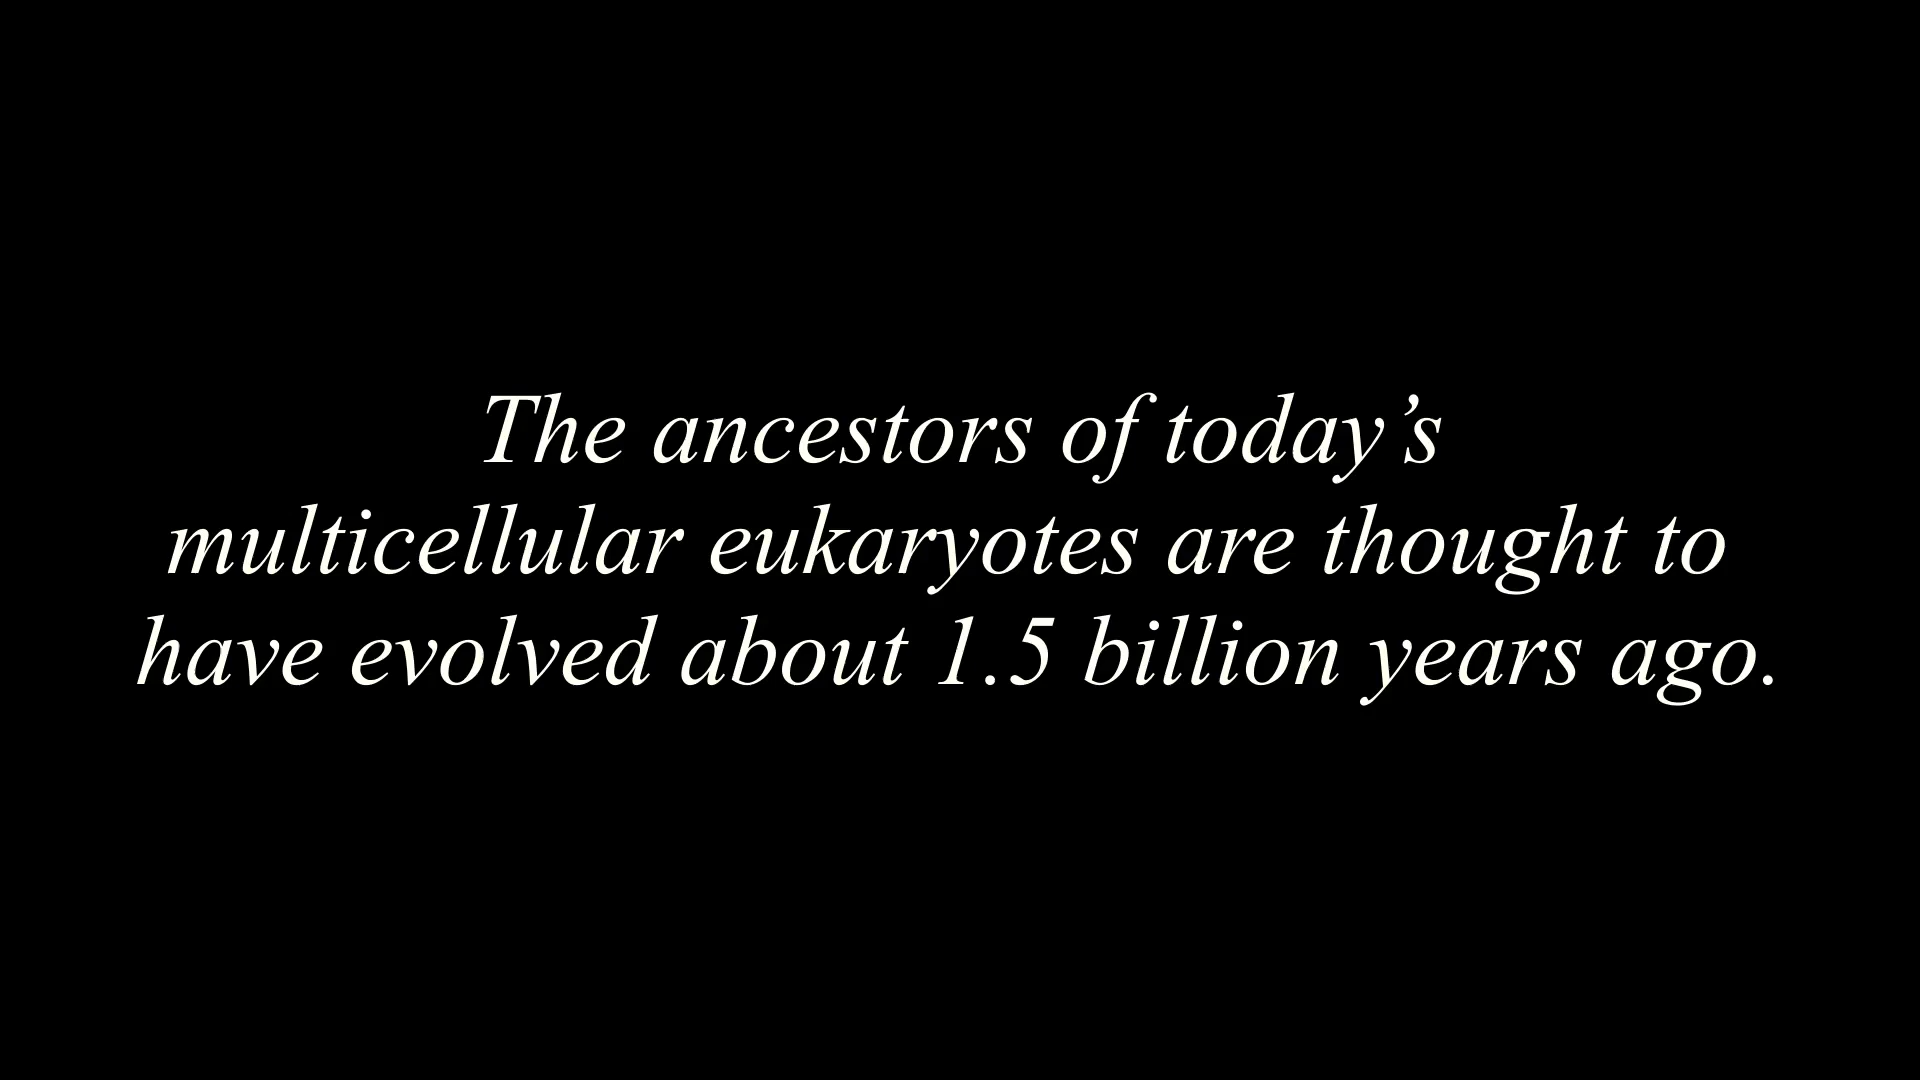 The ancestors of today’s
multicellular eukaryotes are thought to
have evolved about 1.5 billion years ago.